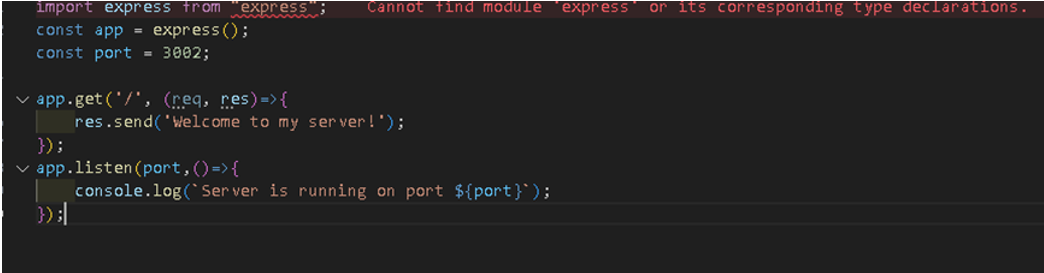 import express from "express";    Cannot find module 'express' or its corresponding type declarations.
const app = express();
const port = 3002;
app.get('/', (req, res)=>{
res.send('Welcome to my server!');
});
app.listen(port,()=>{
console.log(`Server is running on port ${port}`);
});